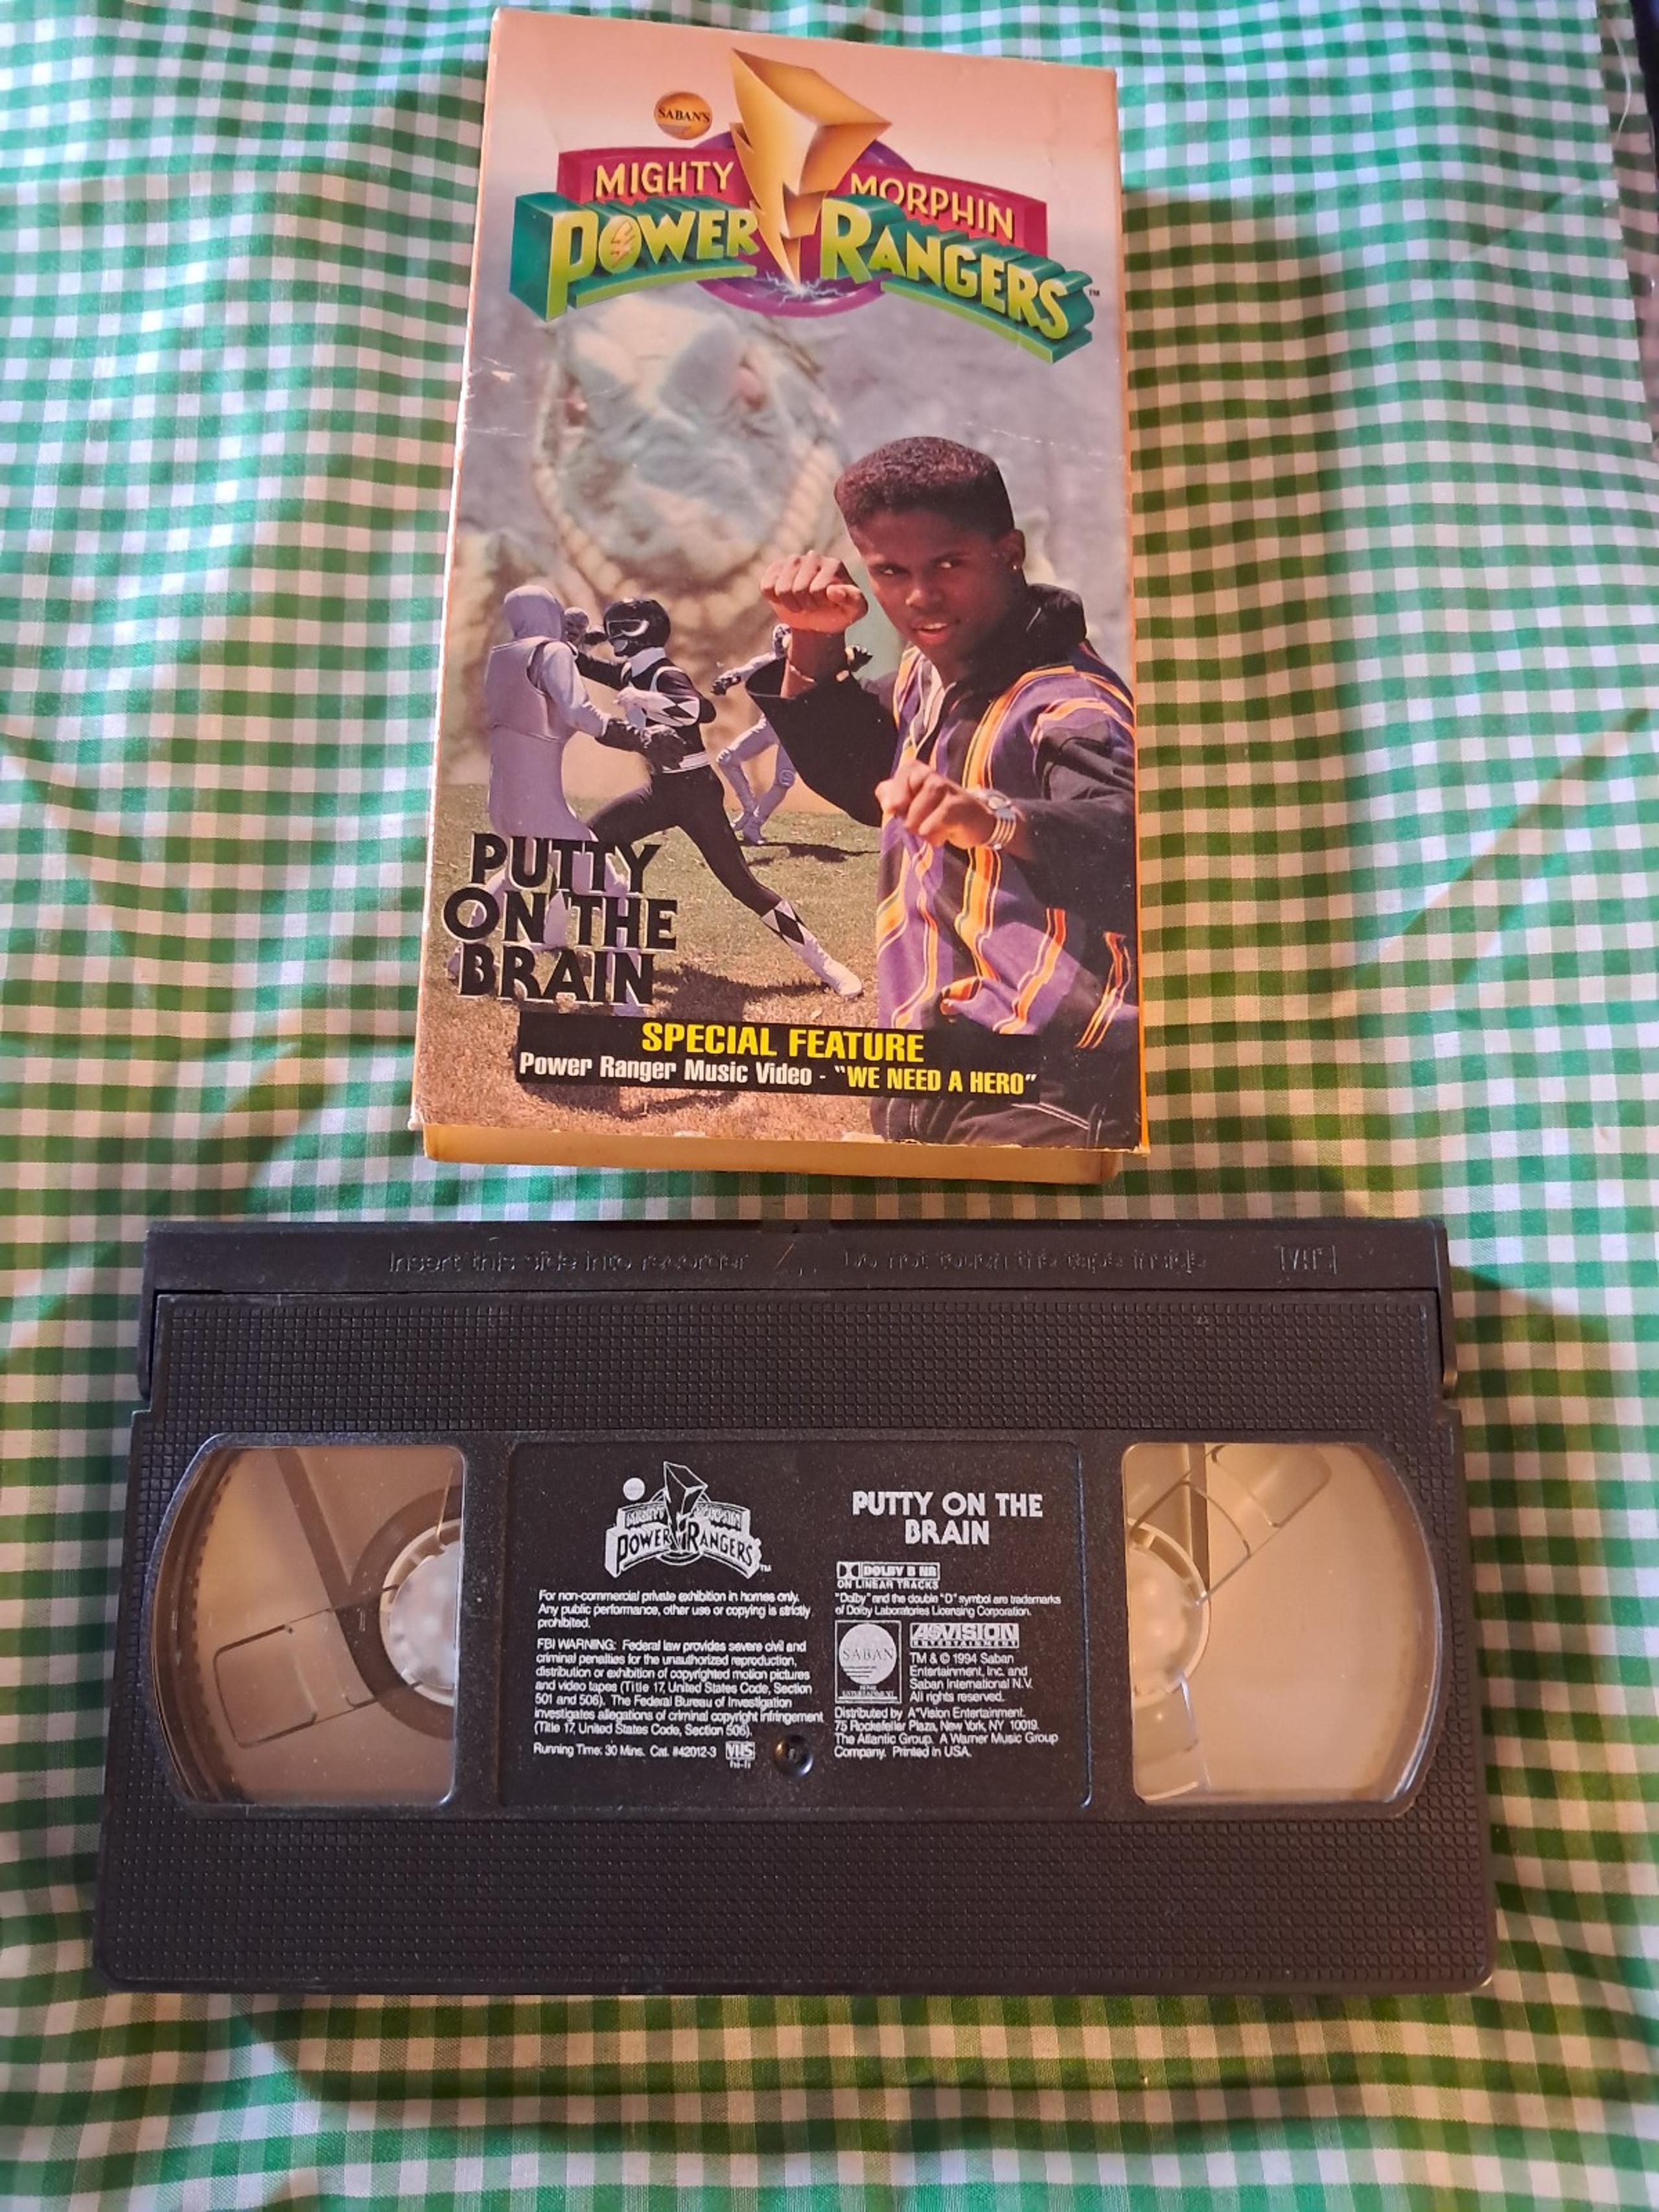 SABAN'S
MIGHTY MORPHIN
POWER RANGERS™
PUTTY
ON THE
BRAIN
SPECIAL FEATURE
Power Ranger Music Video - "WE NEED A HERO"
Insert this side into recorder
Do not touch the tape inside
VHS
MIGHTY MORPHIN
POWER RANGERS™
For non-commercial private exhibition in homes only.
Any public performance, other use or copying is strictly
prohibited.
FBI WARNING: Federal law provides severe civil and
criminal penalties for the unauthorized reproduction,
distribution or exhibition of copyrighted motion pictures
and video tapes (Title 17, United States Code, Section
501 and 506). The Federal Bureau of Investigation
investigates allegations of criminal copyright infringement
(Title 17, United States Code, Section 506).
Running Time: 30 Mins. Cat. #42012-3 VHS
hi-fi
PUTTY ON THE
BRAIN
DOLBY B NR
ON LINEAR TRACKS
"Dolby" and the double "D" symbol are trademarks
of Dolby Laboratories Licensing Corporation.
SABAN
HOME
ENTERTAINMENT
A*VISION
ENTERTAINMENT
TM & © 1994 Saban
Entertainment, Inc. and
Saban International N.V.
All rights reserved.
Distributed by A*Vision Entertainment.
75 Rockefeller Plaza, New York, NY 10019.
The Atlantic Group. A Warner Music Group
Company. Printed in USA.